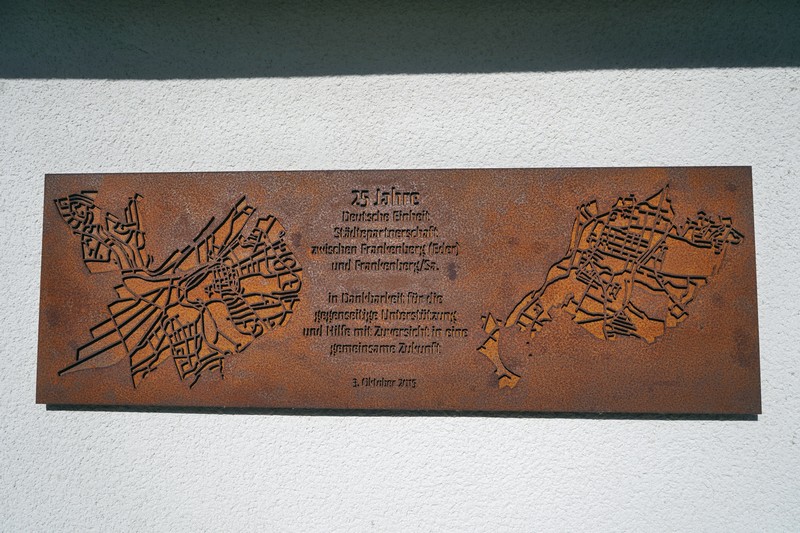 25 Jahre
Deutsche Einheit
Städtepartnerschaft
zwischen Frankenberg (Eder)
und Frankenberg/Sa.
in Dankbarkeit für die
gegenseitige Unterstützung
und Hilfe mit Zuversicht in eine
gemeinsame Zukunft
3. Oktober 2015